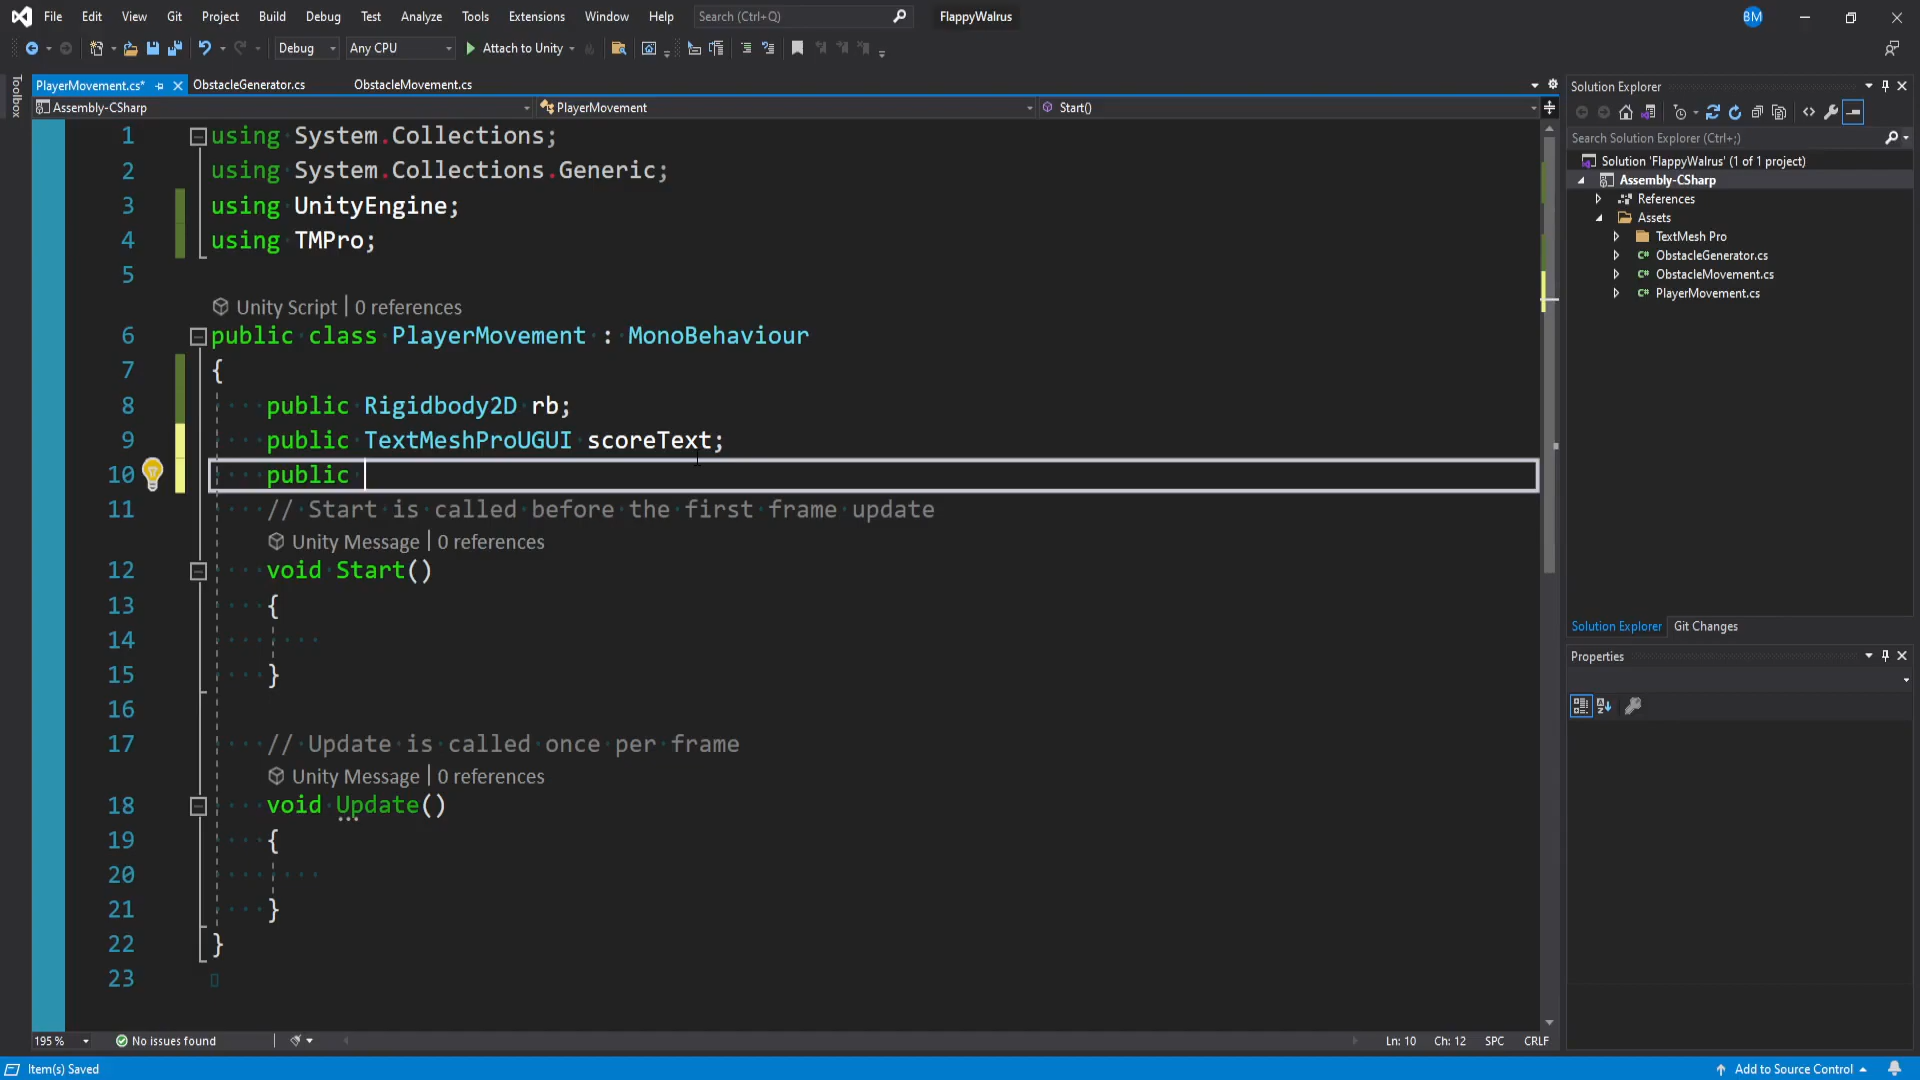 File Edit View Git Project Build Debug Test Analyze Tools Extensions Window Help Search (Ctrl+Q) FlappyWalrus BM
Debug Any CPU Attach to Unity
Toolbox
PlayerMovement.cs* ObstacleGenerator.cs ObstacleMovement.cs
Assembly-CSharp PlayerMovement Start()
1 using System.Collections;
2 using System.Collections.Generic;
3 using UnityEngine;
4 using TMPro;
5
Unity Script | 0 references
6 public class PlayerMovement : MonoBehaviour
7 {
8 public Rigidbody2D rb;
9 public TextMeshProUGUI scoreText;
10 public
11 // Start is called before the first frame update
Unity Message | 0 references
12 void Start()
13 {
14
15 }
16
17 // Update is called once per frame
Unity Message | 0 references
18 void Update()
19 {
20
21 }
22 }
23
195 % No issues found Ln: 10 Ch: 12 SPC CRLF
Item(s) Saved Add to Source Control
Solution Explorer
Search Solution Explorer (Ctrl+;)
Solution 'FlappyWalrus' (1 of 1 project)
Assembly-CSharp
References
Assets
TextMesh Pro
C# ObstacleGenerator.cs
C# ObstacleMovement.cs
C# PlayerMovement.cs
Solution Explorer Git Changes
Properties